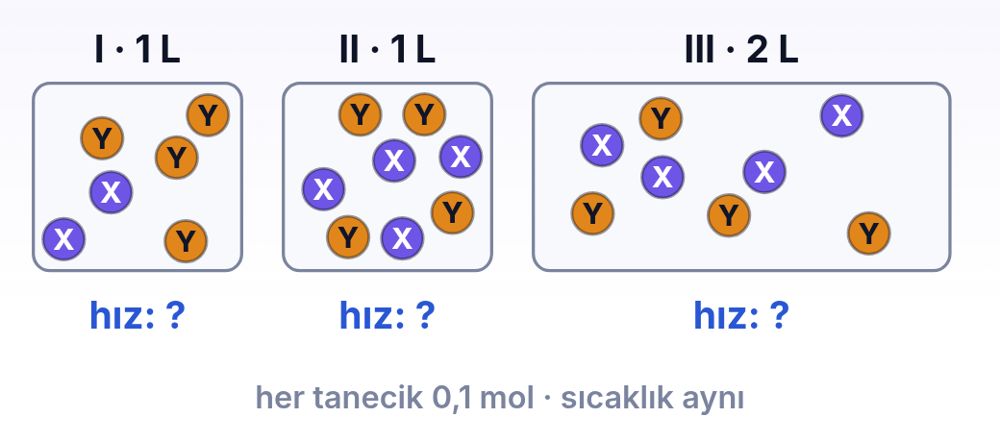 I · 1 L
II · 1 L
III · 2 L
Y
Y
Y
X
X
Y
Y
Y
X
X
X
Y
Y
X
Y
X
X
X
X
Y
Y
Y
hız: ?
hız: ?
hız: ?
her tanecik 0,1 mol · sıcaklık aynı